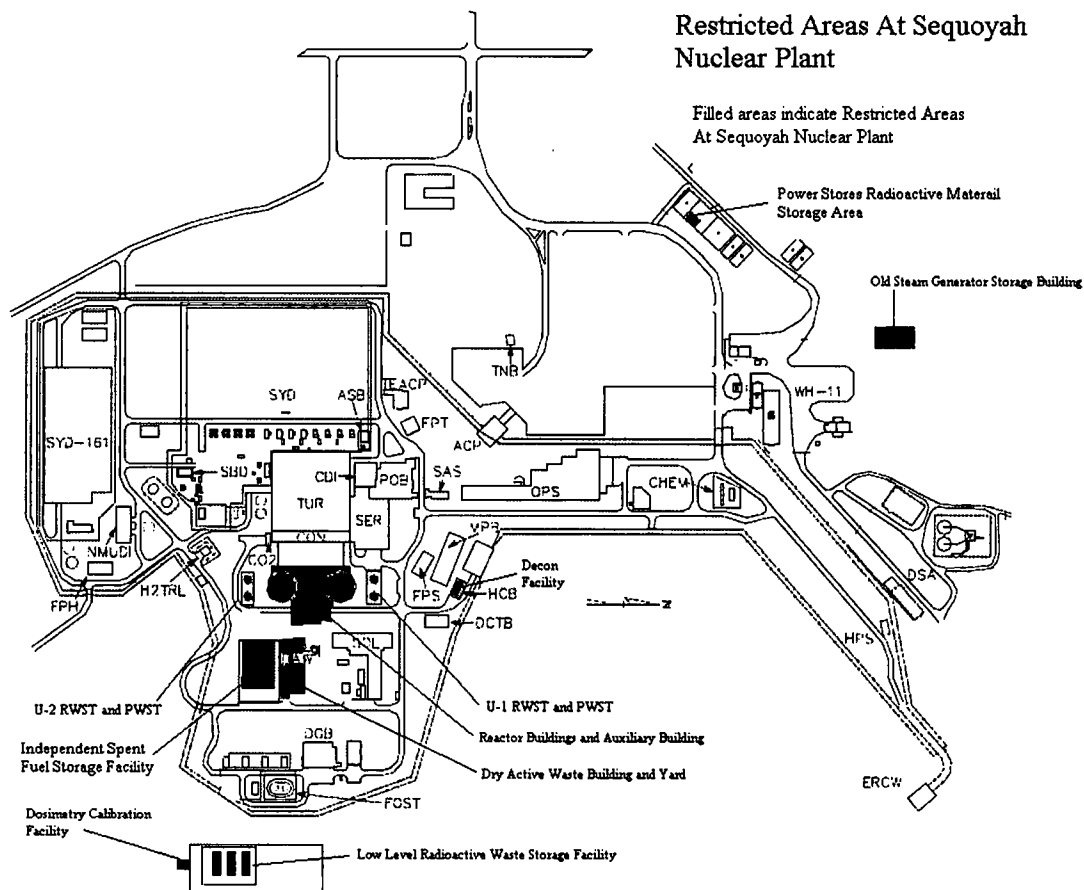 Restricted Areas At Sequoyah
Nuclear Plant
Filled areas indicate Restricted Areas
At Sequoyah Nuclear Plant
Power Stores Radioactive Materail
Storage Area
Old Steam Generator Storage Building
TNB
WH-11
SYD
ASB
FPT
ACP
SYD-161
SBD
CDI
POB
SAS
OPS
CHEM
TUR
SER
CON
CO2
NMUDI
H2TRL
FPH
FPS
Decon
Facility
HCB
DCTB
DSA
HPS
U-2 RWST and PWST
U-1 RWST and PWST
Reactor Buildings and Auxiliary Building
Independent Spent
Fuel Storage Facility
DGB
Dry Active Waste Building and Yard
FOST
ERCW
Dosimetry Calibration
Facility
Low Level Radioactive Waste Storage Facility